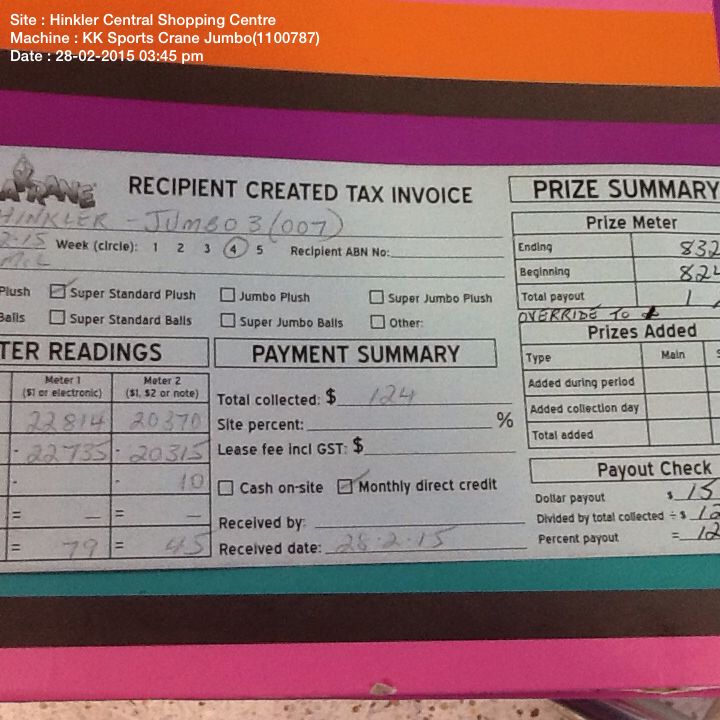 Site : Hinkler Central Shopping Centre
Machine : KK Sports Crane Jumbo(1100787)
Date : 28-02-2015 03:45 pm
RECIPIENT CREATED TAX INVOICE
HINKLER - JUMBO 3 (007)
2-15 Week (circle): 1 2 3 4 5 Recipient ABN No:
Plush Super Standard Plush Jumbo Plush Super Jumbo Plush
Balls Super Standard Balls Super Jumbo Balls Other:
TER READINGS
Meter 1 Meter 2
($1 or electronic) ($1, $2 or note)
22814 20370
- 22735 - 20315
- - 10
= — = —
= 79 = 45
PAYMENT SUMMARY
Total collected: $ 124
Site percent: %
Lease fee incl GST: $
Cash on-site Monthly direct credit
Received by:
Received date: 28-2-15
PRIZE SUMMARY
Prize Meter
Ending 832
Beginning 824
Total payout 1
OVERRIDE TO
Prizes Added
Type Main
Added during period
Added collection day
Total added
Payout Check
Dollar payout $ 15
Divided by total collected ÷ $ 12
Percent payout = 12